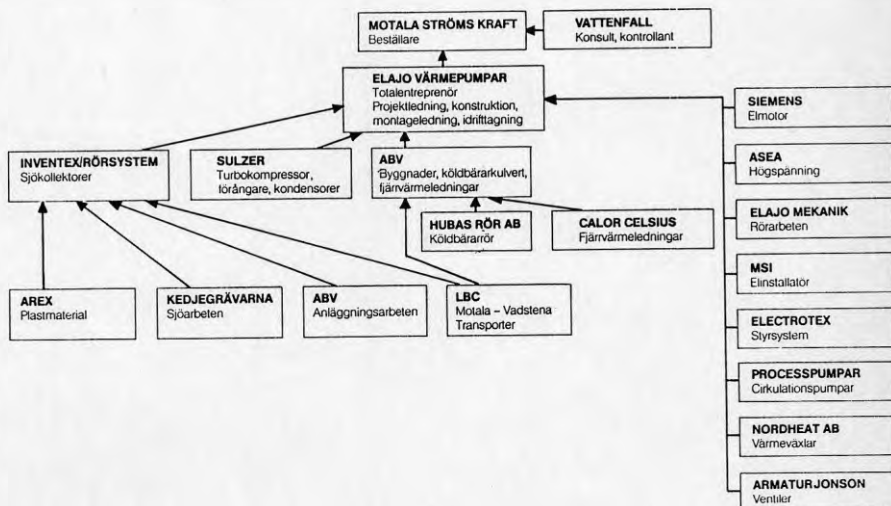 MOTALA STRÖMS KRAFT
Beställare
VATTENFALL
Konsult, kontrollant
ELAJO VÄRMEPUMPAR
Totalentreprenör
Projektledning, konstruktion,
montageledning, idrifttagning
SIEMENS
Elmotor
INVENTEX/RÖRSYSTEM
Sjökollektorer
SULZER
Turbokompressor,
förångare, kondensorer
ABV
Byggnader, köldbärarkulvert,
fjärrvärmeledningar
ASEA
Högspänning
HUBAS RÖR AB
Köldbärarrör
CALOR CELSIUS
Fjärrvärmeledningar
ELAJO MEKANIK
Rörarbeten
MSI
Elinstallatör
AREX
Plastmaterial
KEDJEGRÄVARNA
Sjöarbeten
ABV
Anläggningsarbeten
LBC
Motala – Vadstena
Transporter
ELECTROTEX
Styrsystem
PROCESSPUMPAR
Cirkulationspumpar
NORDHEAT AB
Värmeväxlar
ARMATURJONSON
Ventiler